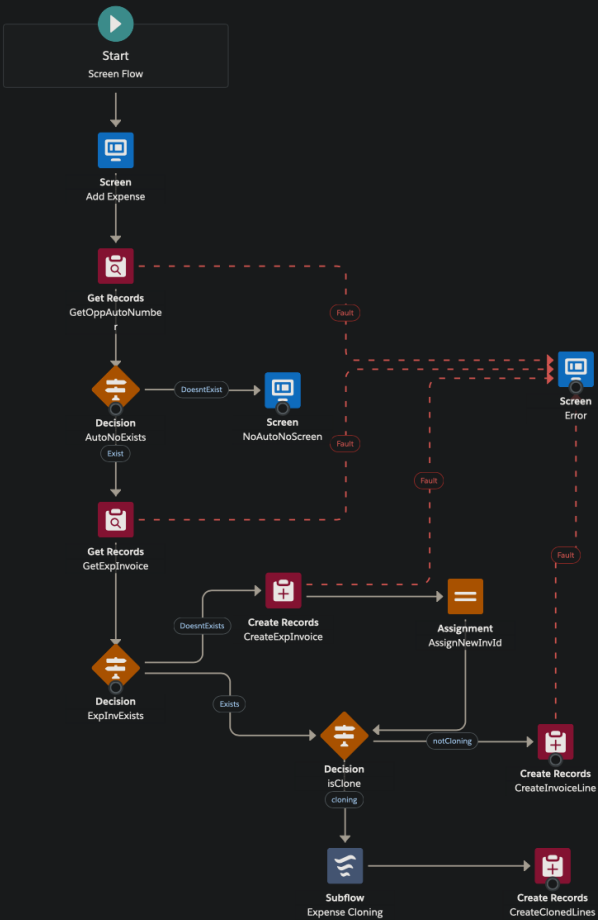 Start
Screen Flow
Screen
Add Expense
Get Records
GetOppAutoNumbe
r
Fault
Decision
AutoNoExists
DoesntExist
Screen
NoAutoNoScreen
Screen
Error
Exist
Fault
Fault
Get Records
GetExpInvoice
Fault
DoesntExists
Create Records
CreateExpInvoice
Assignment
AssignNewInvId
Decision
ExpInvExists
Exists
Decision
isClone
notCloning
Create Records
CreateInvoiceLine
cloning
Subflow
Expense Cloning
Create Records
CreateClonedLines